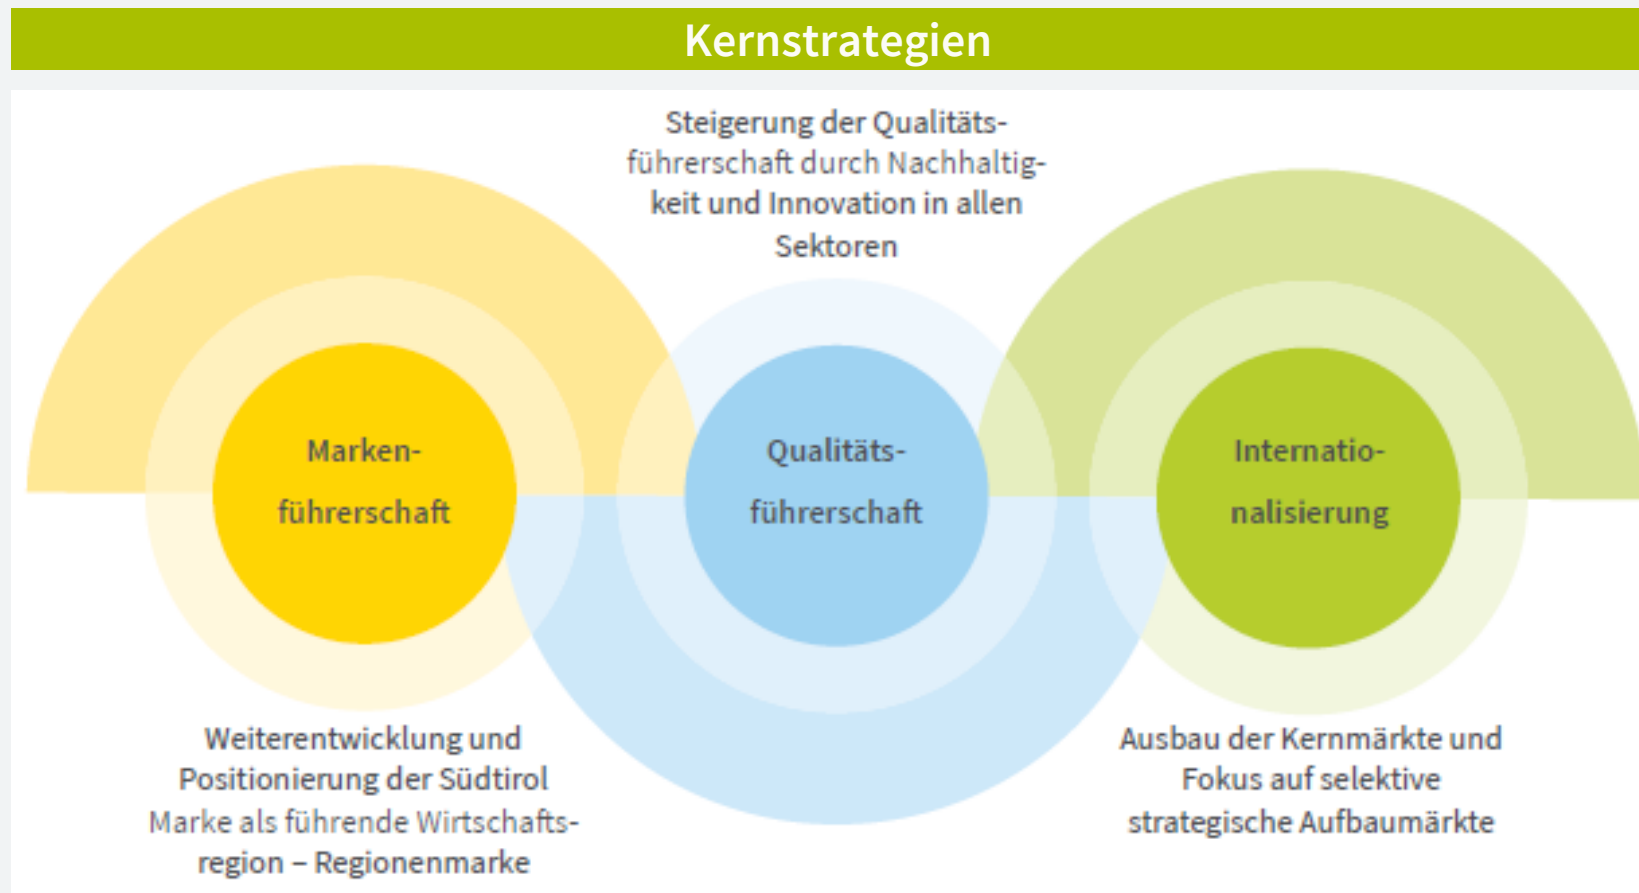 Kernstrategien
Steigerung der Qualitäts-
führerschaft durch Nachhaltig-
keit und Innovation in allen
Sektoren
Marken-
führerschaft
Qualitäts-
führerschaft
Internatio-
nalisierung
Weiterentwicklung und
Positionierung der Südtirol
Marke als führende Wirtschafts-
region – Regionenmarke
Ausbau der Kernmärkte und
Fokus auf selektive
strategische Aufbaumärkte